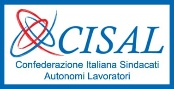 CISAL
Confederazione Italiana Sindacati
Autonomi Lavoratori